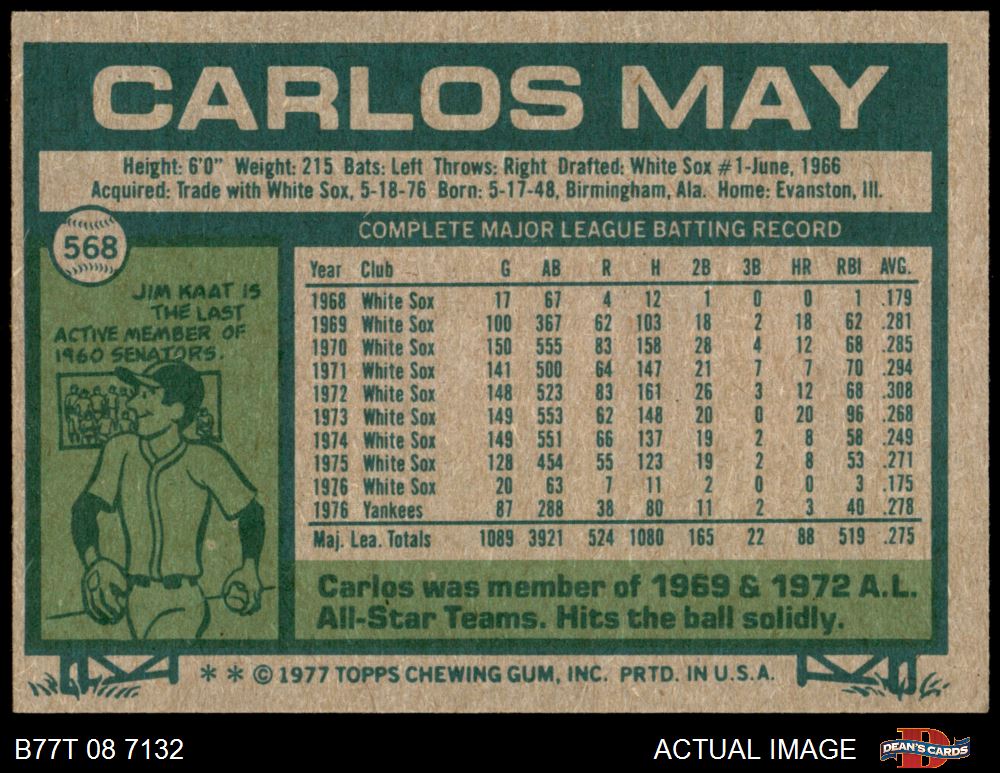 CARLOS MAY
Height: 6'0" Weight: 215 Bats: Left Throws: Right Drafted: White Sox #1-June, 1966
Acquired: Trade with White Sox, 5-18-76 Born: 5-17-48, Birmingham, Ala. Home: Evanston, Ill.
568
JIM KAAT IS
THE LAST
ACTIVE MEMBER OF
1960 SENATORS.
COMPLETE MAJOR LEAGUE BATTING RECORD
Year Club G AB R H 2B 3B HR RBI AVG.
1968 White Sox 17 67 4 12 1 0 0 1 .179
1969 White Sox 100 367 62 103 18 2 18 62 .281
1970 White Sox 150 555 83 158 28 4 12 68 .285
1971 White Sox 141 500 64 147 21 7 7 70 .294
1972 White Sox 148 523 83 161 26 3 12 68 .308
1973 White Sox 149 553 62 148 20 0 20 96 .268
1974 White Sox 149 551 66 137 19 2 8 58 .249
1975 White Sox 128 454 55 123 19 2 8 53 .271
1976 White Sox 20 63 7 11 2 0 0 3 .175
1976 Yankees 87 288 38 80 11 2 3 40 .278
Maj. Lea. Totals 1089 3921 524 1080 165 22 88 519 .275
Carlos was member of 1969 & 1972 A.L.
All-Star Teams. Hits the ball solidly.
* * © 1977 TOPPS CHEWING GUM, INC. PRTD. IN U.S.A.
B77T 08 7132 ACTUAL IMAGE DEAN'S CARDS